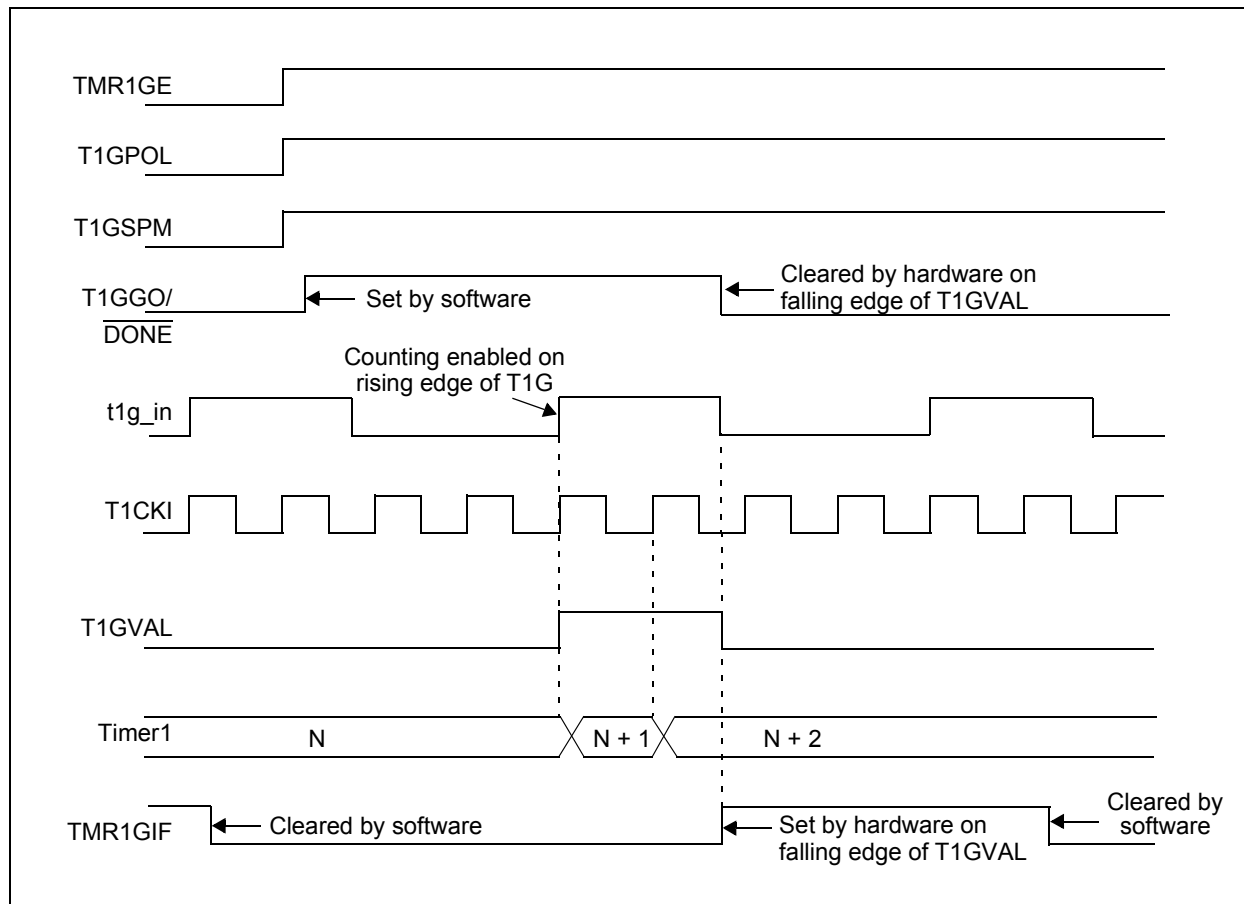 TMR1GE
T1GPOL
T1GSPM
T1GGO/
DONE
Set by software
Cleared by hardware on
falling edge of T1GVAL
Counting enabled on
rising edge of T1G
t1g_in
T1CKI
T1GVAL
Timer1
N
N + 1
N + 2
TMR1GIF
Cleared by software
Set by hardware on
falling edge of T1GVAL
Cleared by
software